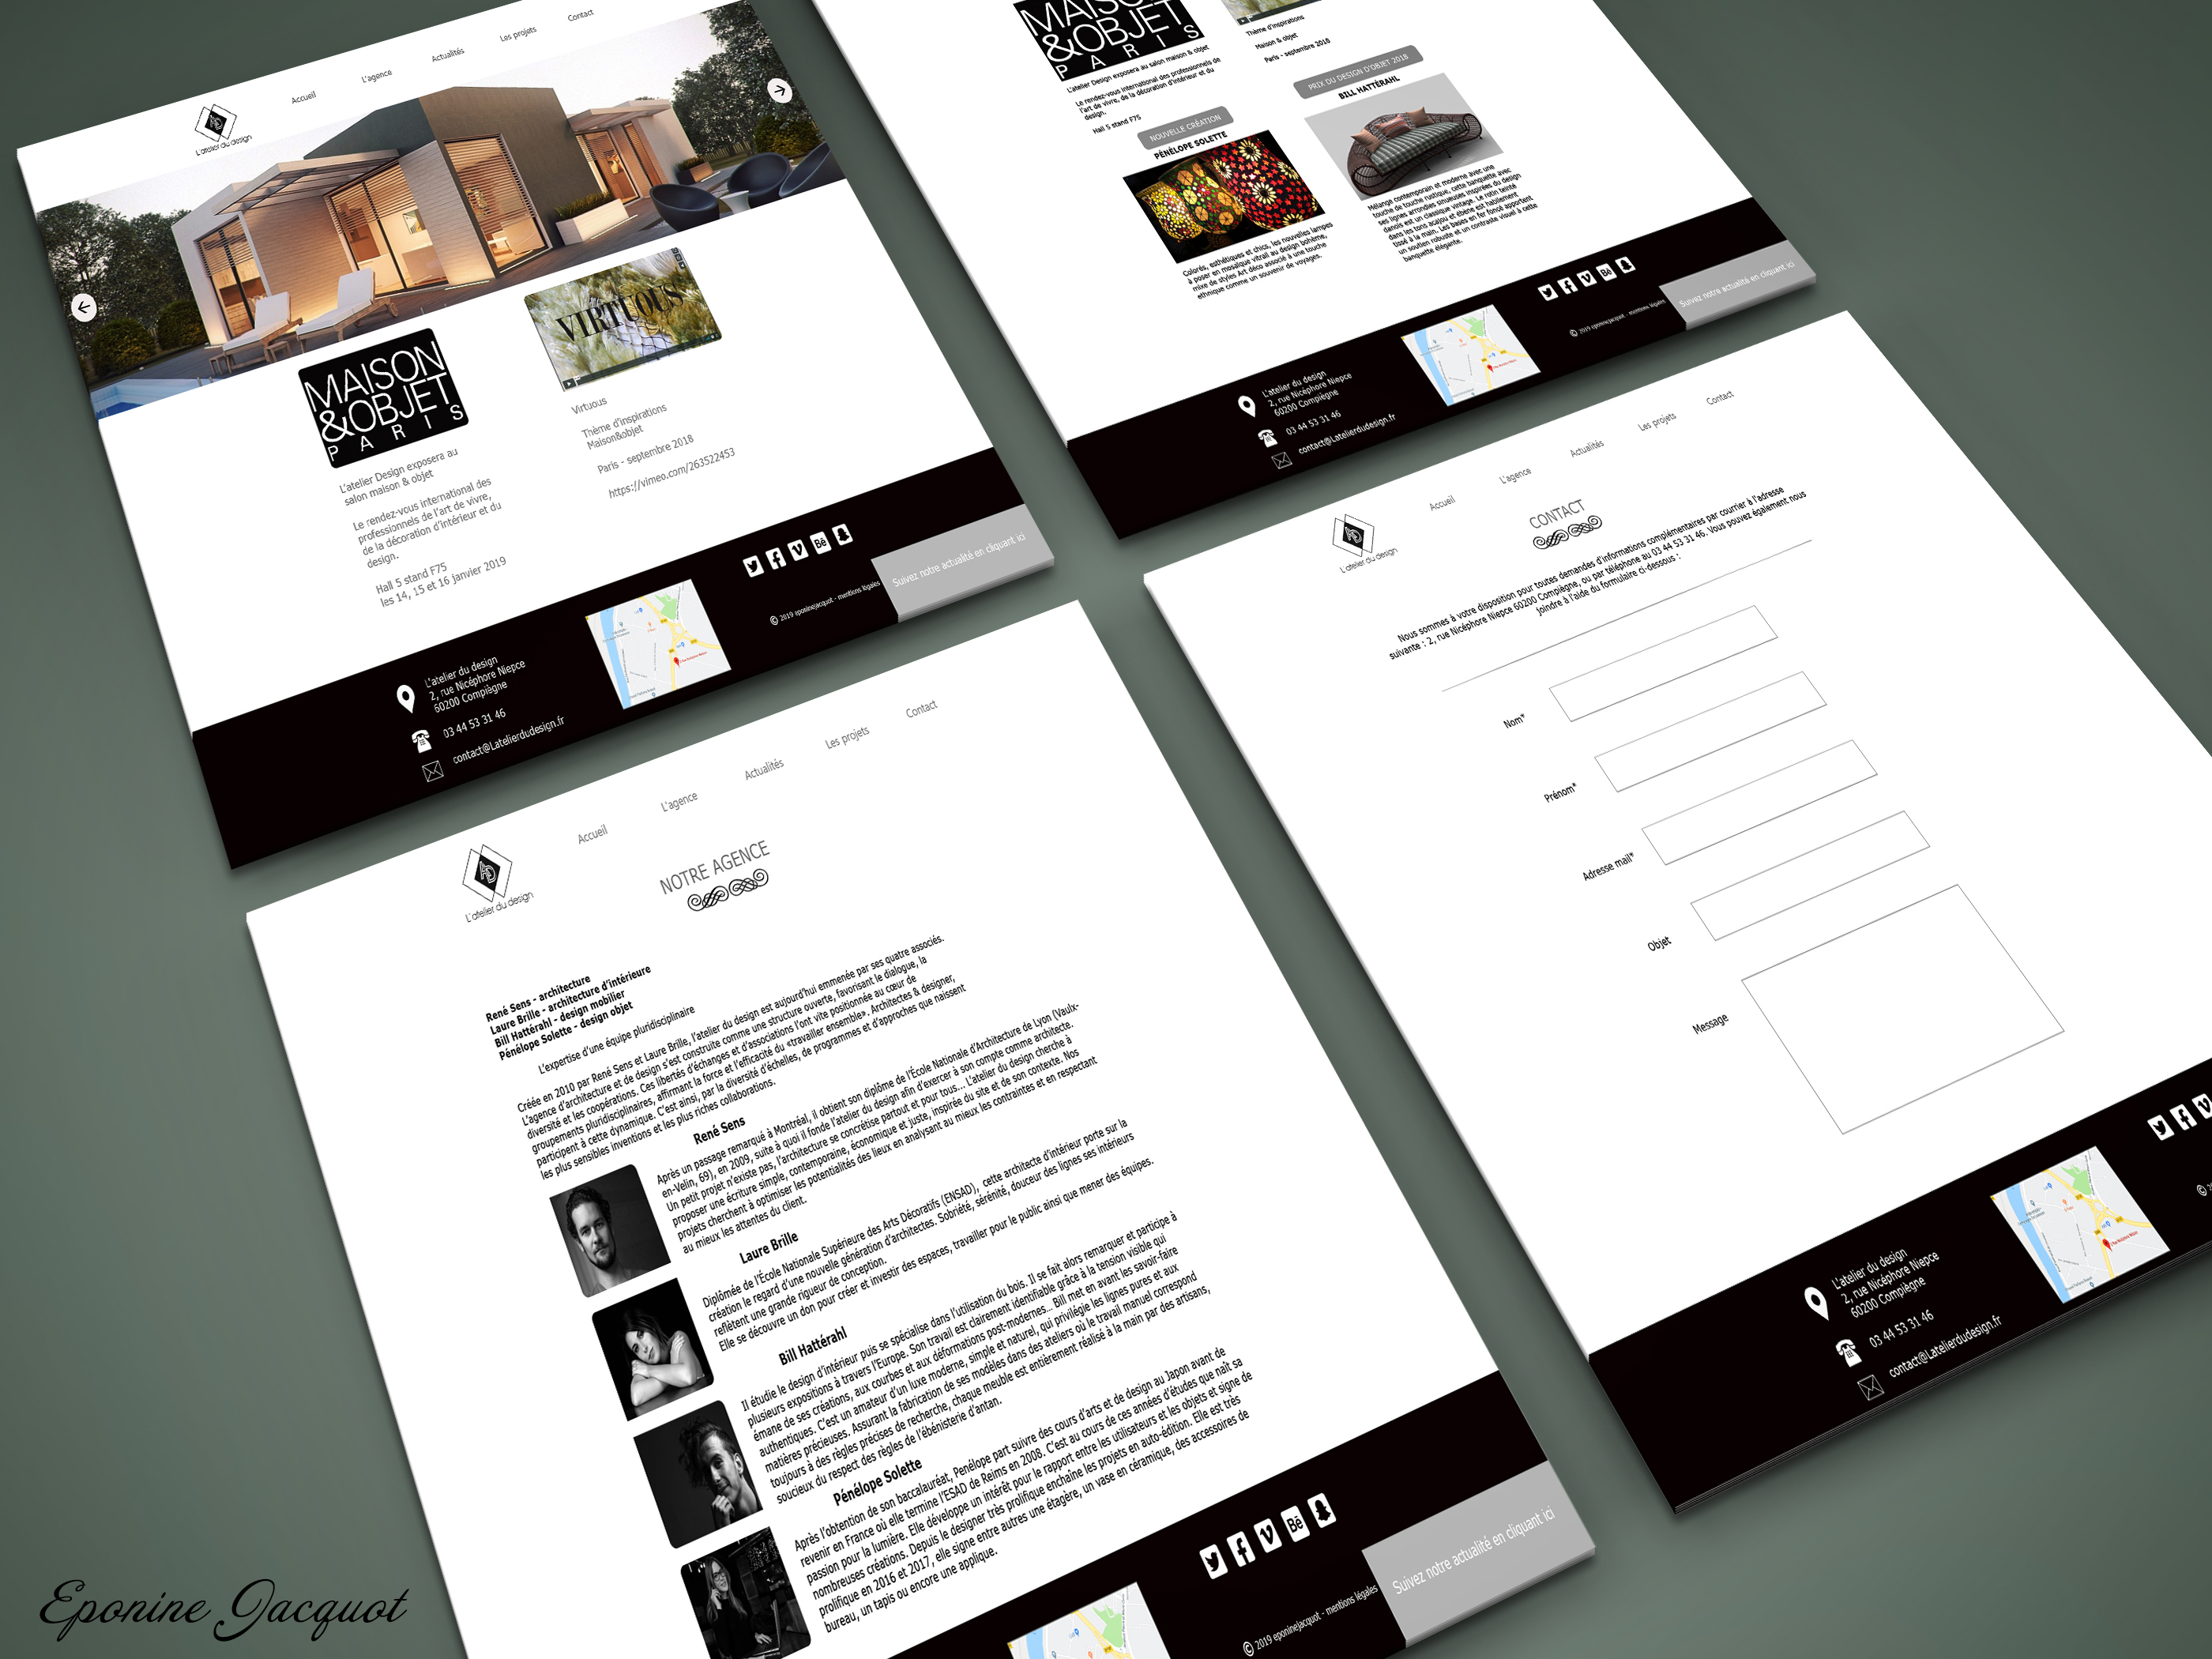 Accueil
L'agence
Actualités
Les projets
Contact
L'atelier du design
MAISON
&OBJET
PARIS
L'atelier Design exposera au
salon maison & objet
Le rendez-vous international des
professionnels de l'art de vivre,
de la décoration d'intérieur et du
design.
Hall 5 stand F75
les 14, 15 et 16 janvier 2019
VIRTUOUS
Virtuous
Thème d'inspirations
Maison&objet
Paris - septembre 2018
https://vimeo.com/263522453
L'atelier du design
2, rue Nicéphore Niepce
60200 Compiègne
03 44 53 31 46
contact@Latelierdudesign.fr
Bē
© 2019 eponinejacquot - mentions légales
Suivez notre actualité en cliquant ici
MAISON
&OBJET
PARIS
L'atelier Design exposera au salon maison & objet
Le rendez-vous international des professionnels de
l'art de vivre, de la décoration d'intérieur et du
design.
Hall 5 stand F75
Thème d'inspirations
Maison & objet
Paris - septembre 2018
NOUVELLE CRÉATION
PÉNÉLOPE SOLETTE
Colorés, esthétiques et chics, les nouvelles lampes
à poser en mosaïque vitrail au design bohème,
mixe de styles Art déco associé à une touche
ethnique comme un souvenir de voyages.
PRIX DU DESIGN D'OBJET 2018
BILL HATTÉRAHL
Mélange contemporain et moderne avec une
touche de touche rustique, cette banquette avec
ses lignes arrondies sinueuses inspirées du design
danois est un classique vintage. Le rotin teinté
dans les tons acajou et ébène est habilement
tissé à la main. Les bases en fer foncé apportent
un soutien robuste et un contraste visuel à cette
banquette élégante.
L'atelier du design
2, rue Nicéphore Niepce
60200 Compiègne
03 44 53 31 46
contact@Latelierdudesign.fr
Bē
© 2019 eponinejacquot - mentions légales
Suivez notre actualité en cliquant ici
L'atelier du design
Accueil
L'agence
Actualités
Les projets
Contact
NOTRE AGENCE
René Sens - architecture
Laure Brille - architecture d'intérieure
Bill Hattérahl - design mobilier
Pénélope Solette - design objet
L'expertise d'une équipe pluridisciplinaire
Créée en 2010 par René Sens et Laure Brille, l'atelier du design est aujourd'hui emmenée par ses quatre associés.
L'agence d'architecture et de design s'est construite comme une structure ouverte, favorisant le dialogue, la
diversité et les coopérations. Ces libertés d'échanges et d'associations l'ont vite positionnée au cœur de
groupements pluridisciplinaires, affirmant la force et l'efficacité du «travailler ensemble». Architectes & designer,
participent à cette dynamique. C'est ainsi, par la diversité d'échelles, de programmes et d'approches que naissent
les plus sensibles inventions et les plus riches collaborations.
René Sens
Après un passage remarqué à Montréal, il obtient son diplôme de l'École Nationale d'Architecture de Lyon (Vaulx-
en-Velin, 69), en 2009, suite à quoi il fonde l'atelier du design afin d'exercer à son compte comme architecte.
Un petit projet n'existe pas, l'architecture se concrétise partout et pour tous... L'atelier du design cherche à
proposer une écriture simple, contemporaine, économique et juste, inspirée du site et de son contexte. Nos
projets cherchent à optimiser les potentialités des lieux en analysant au mieux les contraintes et en respectant
au mieux les attentes du client.
Laure Brille
Diplômée de l'École Nationale Supérieure des Arts Décoratifs (ENSAD), cette architecte d'intérieur porte sur la
création le regard d'une nouvelle génération d'architectes. Sobriété, sérénité, douceur des lignes ses intérieurs
reflètent une grande rigueur de conception.
Elle se découvre un don pour créer et investir des espaces, travailler pour le public ainsi que mener des équipes.
Bill Hattérahl
Il étudie le design d'intérieur puis se spécialise dans l'utilisation du bois. Il se fait alors remarquer et participe à
plusieurs expositions à travers l'Europe. Son travail est clairement identifiable grâce à la tension visible qui
émane de ses créations, aux courbes et aux déformations post-modernes... Bill met en avant les savoir-faire
authentiques. C'est un amateur d'un luxe moderne, simple et naturel, qui privilégie les lignes pures et aux
matières précieuses. Assurant la fabrication de ses modèles dans des ateliers où le travail manuel correspond
toujours à des règles précises de recherche, chaque meuble est entièrement réalisé à la main par des artisans,
soucieux du respect des règles de l'ébénisterie d'antan.
Pénélope Solette
Après l'obtention de son baccalauréat, Penélope part suivre des cours d'arts et de design au Japon avant de
revenir en France où elle termine l'ESAD de Reims en 2008. C'est au cours de ces années d'études que naît sa
passion pour la lumière. Elle développe un intérêt pour le rapport entre les utilisateurs et les objets et signe de
nombreuses créations. Depuis le designer très prolifique enchaîne les projets en auto-édition. Elle est très
prolifique en 2016 et 2017, elle signe entre autres une étagère, un vase en céramique, des accessoires de
bureau, un tapis ou encore une applique.
Bē
© 2019 eponinejacquot - mentions légales
Suivez notre actualité en cliquant ici
L'atelier du design
Accueil
L'agence
Actualités
Les projets
Contact
CONTACT
Nous sommes à votre disposition pour toutes demandes d'informations complémentaires par courrier à l'adresse
suivante : 2, rue Nicéphore Niepce 60200 Compiègne, ou par téléphone au 03 44 53 31 46. Vous pouvez également nous
joindre à l'aide du formulaire ci-dessous :
Nom*
Prénom*
Adresse mail*
Objet
Message
L'atelier du design
2, rue Nicéphore Niepce
60200 Compiègne
03 44 53 31 46
contact@Latelierdudesign.fr
Eponine Jacquot